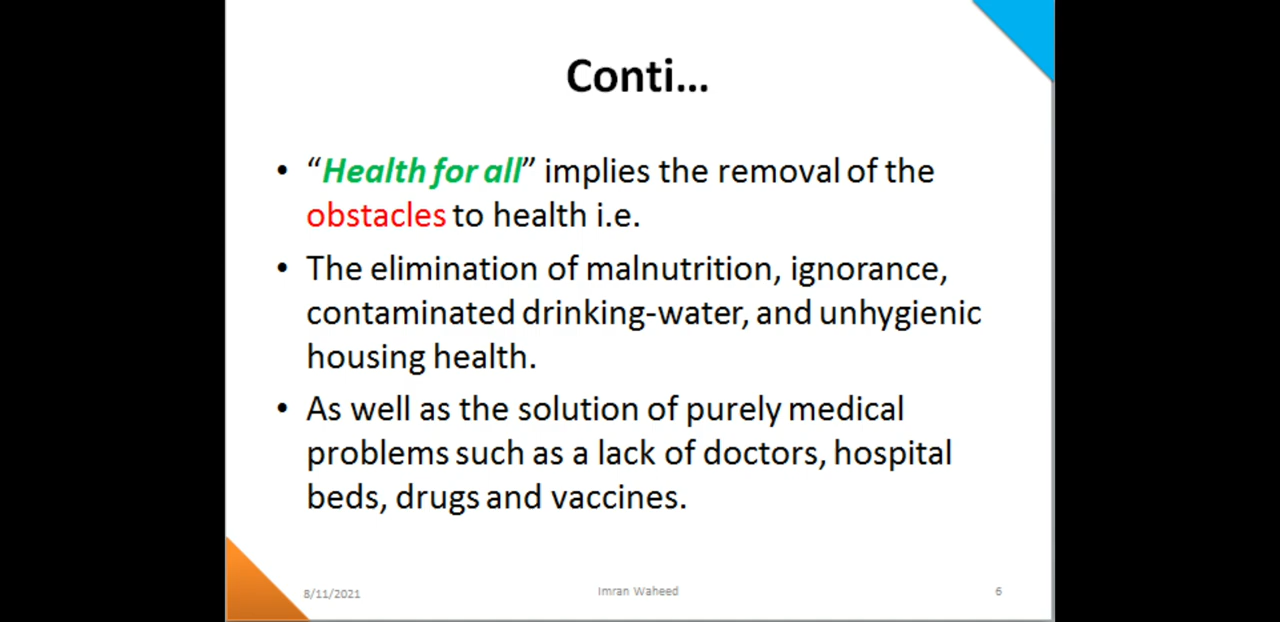 Conti...
• “Health for all” implies the removal of the
obstacles to health i.e.
• The elimination of malnutrition, ignorance,
contaminated drinking-water, and unhygienic
housing health.
• As well as the solution of purely medical
problems such as a lack of doctors, hospital
beds, drugs and vaccines.
8/11/2021
Imran Waheed
6